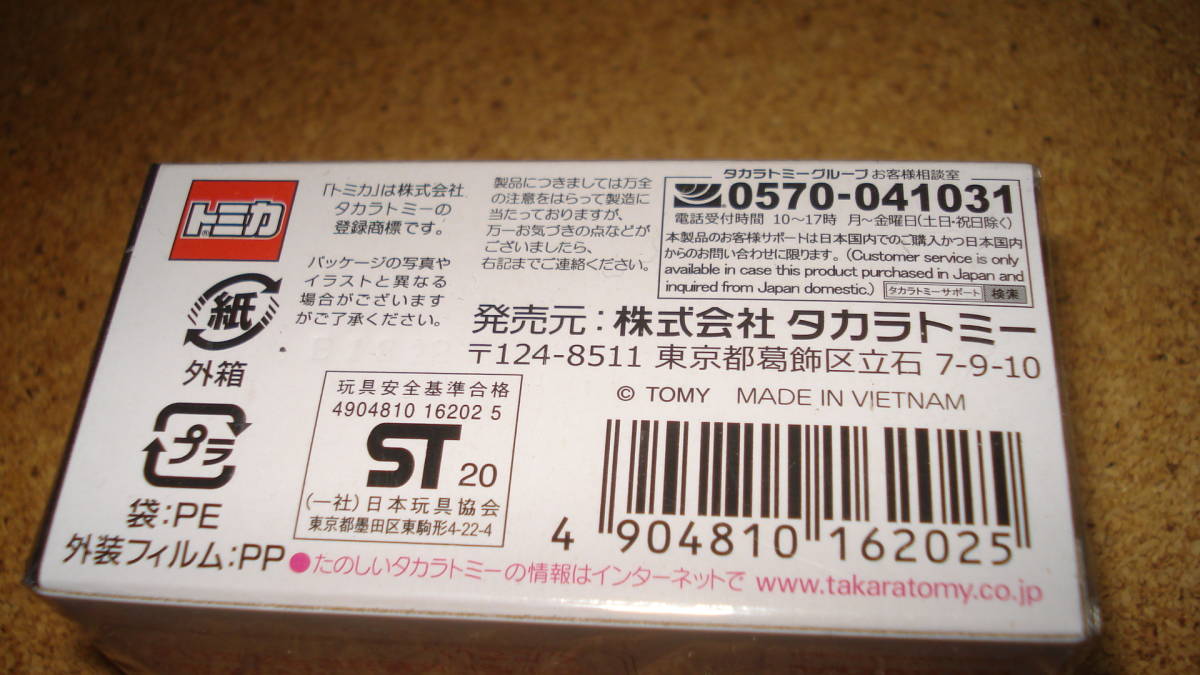 トミカ
「トミカ」は株式会社
タカラトミーの
登録商標です。
パッケージの写真や
イラストと異なる
場合がございます
がご了承ください。
製品につきましては万全
の注意をはらって製造に
当たっておりますが、
万一お気づきの点などが
ございましたら、
右記までご連絡ください。
タカラトミーグループ お客様相談室
0570-041031
電話受付時間 10〜17時 月〜金曜日(土日・祝日除く)
本製品のお客様サポートは日本国内でのご購入かつ日本国内
からのお問い合わせに限ります。(Customer service is only
available in case this product purchased in Japan and
inquired from Japan domestic.) タカラトミーサポート 検索
発売元:株式会社 タカラトミー
〒124-8511 東京都葛飾区立石 7-9-10
© TOMY MADE IN VIETNAM
紙
外箱
プラ
袋:PE
外装フィルム:PP
玩具安全基準合格
4904810 16202 5
ST 20
(一社)日本玩具協会
東京都墨田区東駒形4-22-4
4 904810 162025
●たのしいタカラトミーの情報はインターネットで www.takaratomy.co.jp